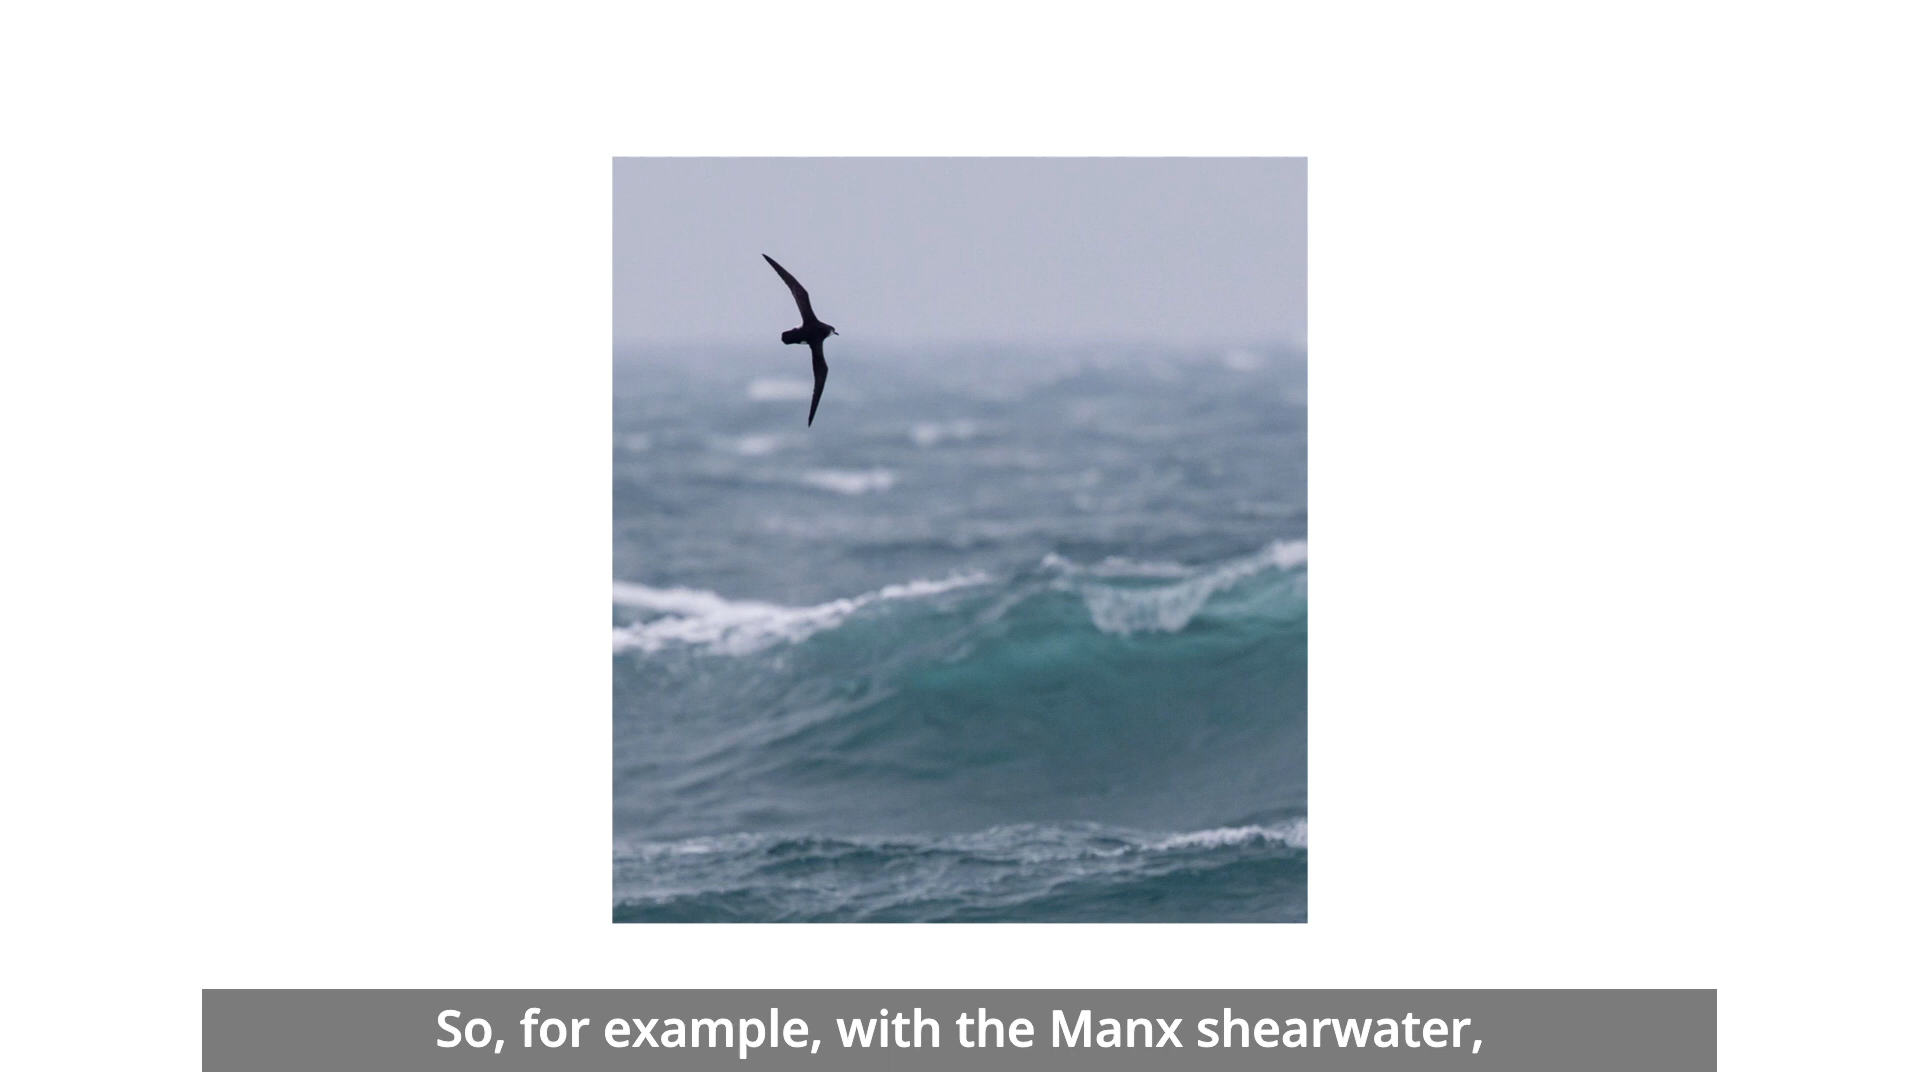 So, for example, with the Manx shearwater,